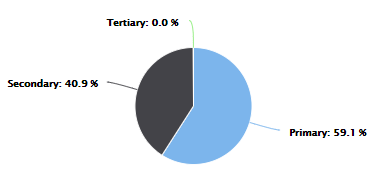 Tertiary: 0.0 %
Secondary: 40.9 %
Primary: 59.1 %